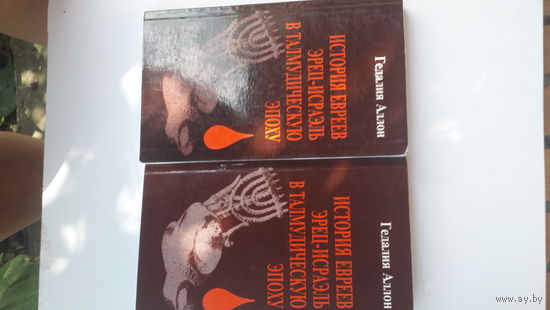 Гедалия Аллон
ИСТОРИЯ ЕВРЕЕВ
ЭРЕЦ-ИСРАЭЛЬ
В ТАЛМУДИЧЕСКУЮ
ЭПОХУ
Гедалия Аллон
ИСТОРИЯ ЕВРЕЕВ
ЭРЕЦ-ИСРАЭЛЬ
В ТАЛМУДИЧЕСКУЮ
ЭПОХУ
© www.ay.by